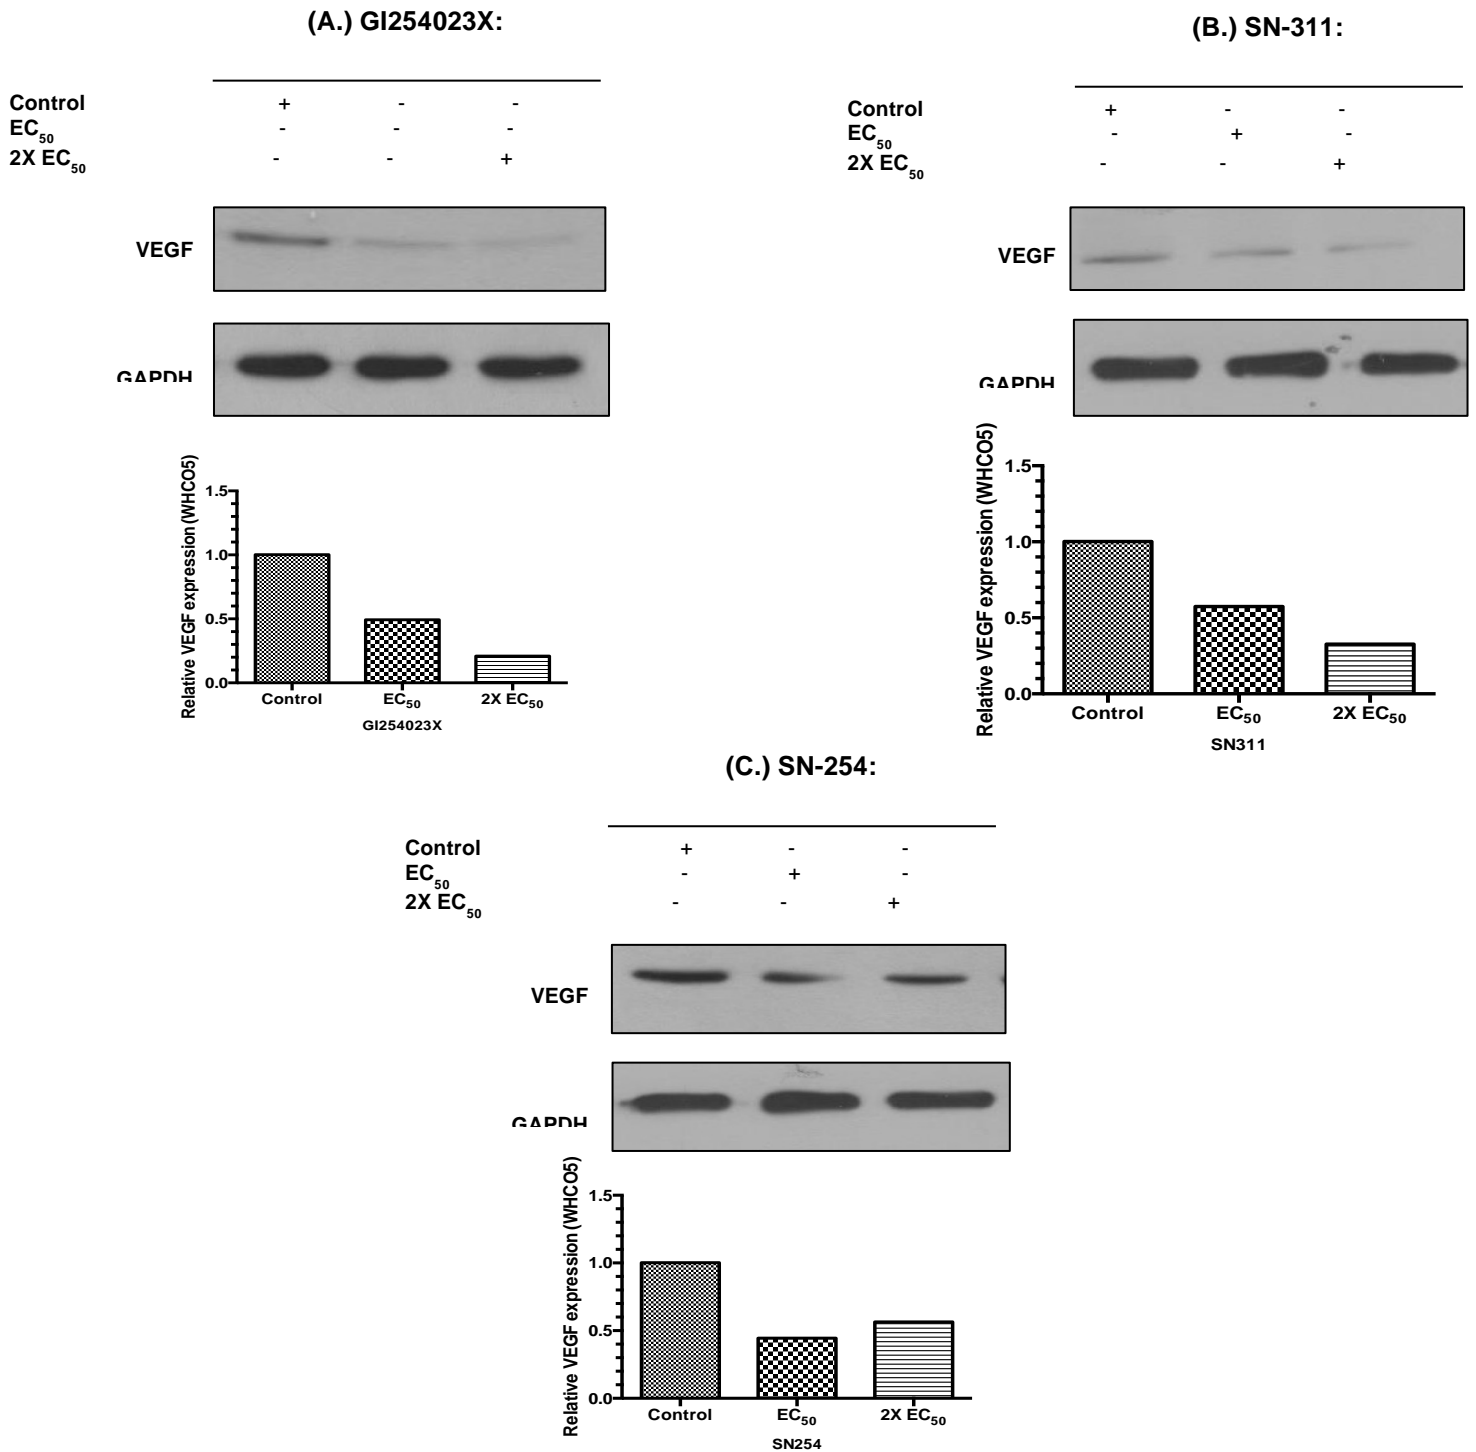 (A.) GI254023X:
Control + - -
EC50 - - -
2X EC50 - - +
VEGF
GAPDH
Relative VEGF expression (WHCO5)
1.5
1.0
0.5
0.0
Control EC50 2X EC50
GI254023X
(B.) SN-311:
Control + - -
EC50 - + -
2X EC50 - - +
VEGF
GAPDH
Relative VEGF expression (WHCO5)
1.5
1.0
0.5
0.0
Control EC50 2X EC50
SN311
(C.) SN-254:
Control + - -
EC50 - + -
2X EC50 - - +
VEGF
GAPDH
Relative VEGF expression (WHCO5)
1.5
1.0
0.5
0.0
Control EC50 2X EC50
SN254